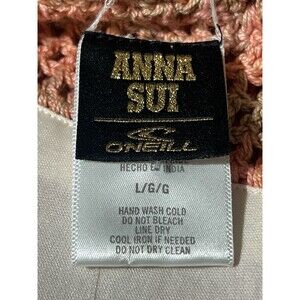 ANNA
SUI
O'NEILL
HECHO EN INDIA
L/G/G
HAND WASH COLD
DO NOT BLEACH
LINE DRY
COOL IRON IF NEEDED
DO NOT DRY CLEAN